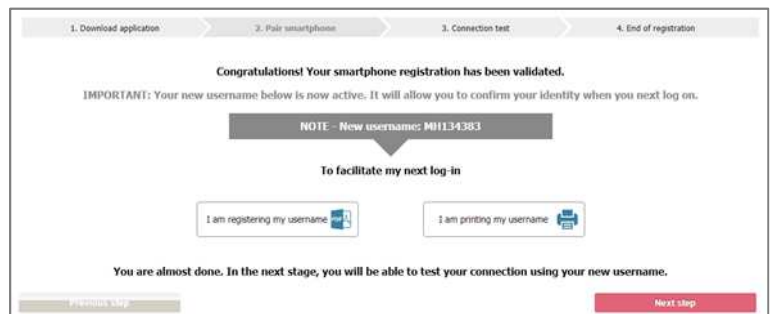 1. Download application 2. Pair smartphone 3. Connection test 4. End of registration
Congratulations! Your smartphone registration has been validated.
IMPORTANT: Your new username below is now active. It will allow you to confirm your identity when you next log on.
NOTE - New username: MH134383
To facilitate my next log-in
I am registering my username PDF I am printing my username
You are almost done. In the next stage, you will be able to test your connection using your new username.
Previous step Next step